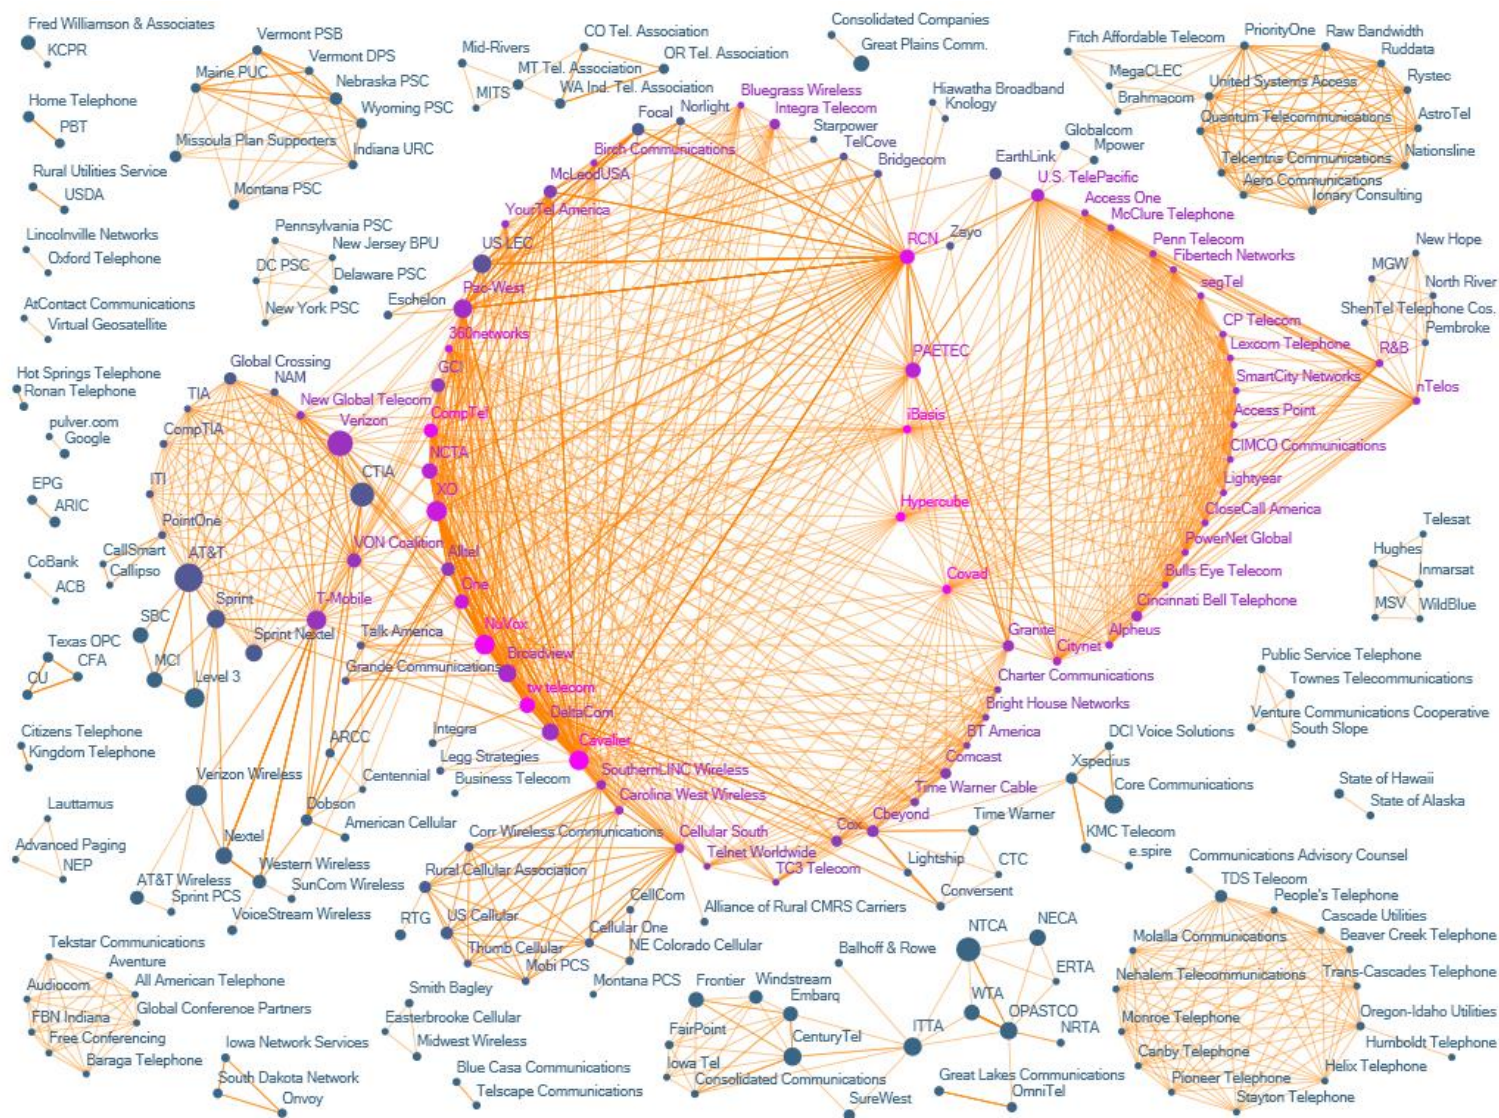 Fred Williamson & Associates
KCPR
Home Telephone
PBT
Rural Utilities Service
USDA
Lincolnville Networks
Oxford Telephone
AtContact Communications
Virtual Geosatellite
Hot Springs Telephone
Ronan Telephone
pulver.com
Google
EPG
ARIC
CoBank
ACB
Texas OPC
CFA
CU
Citizens Telephone
Kingdom Telephone
Lauttamus
Advanced Paging
NEP
Vermont PSB
Vermont DPS
Maine PUC
Nebraska PSC
Wyoming PSC
Missoula Plan Supporters
Indiana URC
Montana PSC
Pennsylvania PSC
New Jersey BPU
DC PSC
Delaware PSC
New York PSC
Mid-Rivers
CO Tel. Association
MT Tel. Association
OR Tel. Association
MITS
WA Ind. Tel. Association
Consolidated Companies
Great Plains Comm.
Fitch Affordable Telecom
PriorityOne
Raw Bandwidth
Ruddata
MegaCLEC
United Systems Access
Rystec
Brahmacom
Quantum Telecommunications
AstroTel
Telcentris Communications
Nationsline
Aero Communications
Ionary Consulting
Bluegrass Wireless
Integra Telecom
Focal
Norlight
Starpower
TelCove
Bridgecom
Birch Communications
McLeodUSA
YourTel America
US LEC
Pac-West
Eschelon
360networks
GCI
CompTel
NCTA
XO
Alltel
One
NuVox
Broadview
tw telecom
DeltaCom
Cavalier
SouthernLINC Wireless
Carolina West Wireless
Cellular South
Telnet Worldwide
TC3 Telecom
Cox
Cbeyond
Time Warner Cable
Comcast
BT America
Bright House Networks
Charter Communications
Granite
Citynet
Alpheus
Cincinnati Bell Telephone
Bulls Eye Telecom
PowerNet Global
CloseCall America
Lightyear
CIMCO Communications
Access Point
SmartCity Networks
Lexcom Telephone
CP Telecom
segTel
Fibertech Networks
Penn Telecom
McClure Telephone
Access One
U.S. TelePacific
EarthLink
Globalcom
Mpower
Hiawatha Broadband
Knology
RCN
Zayo
PAETEC
iBasis
Hypercube
Covad
New Hope
MGW
North River
ShenTel Telephone Cos.
Pembroke
R&B
nTelos
Global Crossing
NAM
TIA
New Global Telecom
CompTIA
Verizon
ITI
CTIA
PointOne
VON Coalition
CallSmart
AT&T
Callipso
Sprint
T-Mobile
SBC
Sprint Nextel
Talk America
MCI
Level 3
Grande Communications
ARCC
Integra
Legg Strategies
Business Telecom
Centennial
Verizon Wireless
Dobson
American Cellular
Nextel
Western Wireless
AT&T Wireless
Sprint PCS
SunCom Wireless
VoiceStream Wireless
Telesat
Hughes
Inmarsat
MSV
WildBlue
Public Service Telephone
Townes Telecommunications
Venture Communications Cooperative
South Slope
State of Hawaii
State of Alaska
DCI Voice Solutions
Xspedius
Core Communications
KMC Telecom
e.spire
Time Warner
Lightship
CTC
Conversent
Corr Wireless Communications
Rural Cellular Association
RTG
US Cellular
CellCom
Cellular One
Thumb Cellular
Mobi PCS
NE Colorado Cellular
Alliance of Rural CMRS Carriers
Montana PCS
Smith Bagley
Easterbrooke Cellular
Midwest Wireless
Blue Casa Communications
Telscape Communications
Tekstar Communications
Aventure
Audiocom
All American Telephone
FBN Indiana
Global Conference Partners
Free Conferencing
Baraga Telephone
Iowa Network Services
South Dakota Network
Onvoy
Balhoff & Rowe
NTCA
NECA
ERTA
WTA
OPASTCO
NRTA
ITTA
Frontier
Windstream
Embarq
FairPoint
CenturyTel
Iowa Tel
Consolidated Communications
SureWest
Great Lakes Communications
OmniTel
Communications Advisory Counsel
TDS Telecom
People's Telephone
Cascade Utilities
Molalla Communications
Beaver Creek Telephone
Nehalem Telecommunications
Trans-Cascades Telephone
Monroe Telephone
Oregon-Idaho Utilities
Canby Telephone
Humboldt Telephone
Pioneer Telephone
Helix Telephone
Stayton Telephone